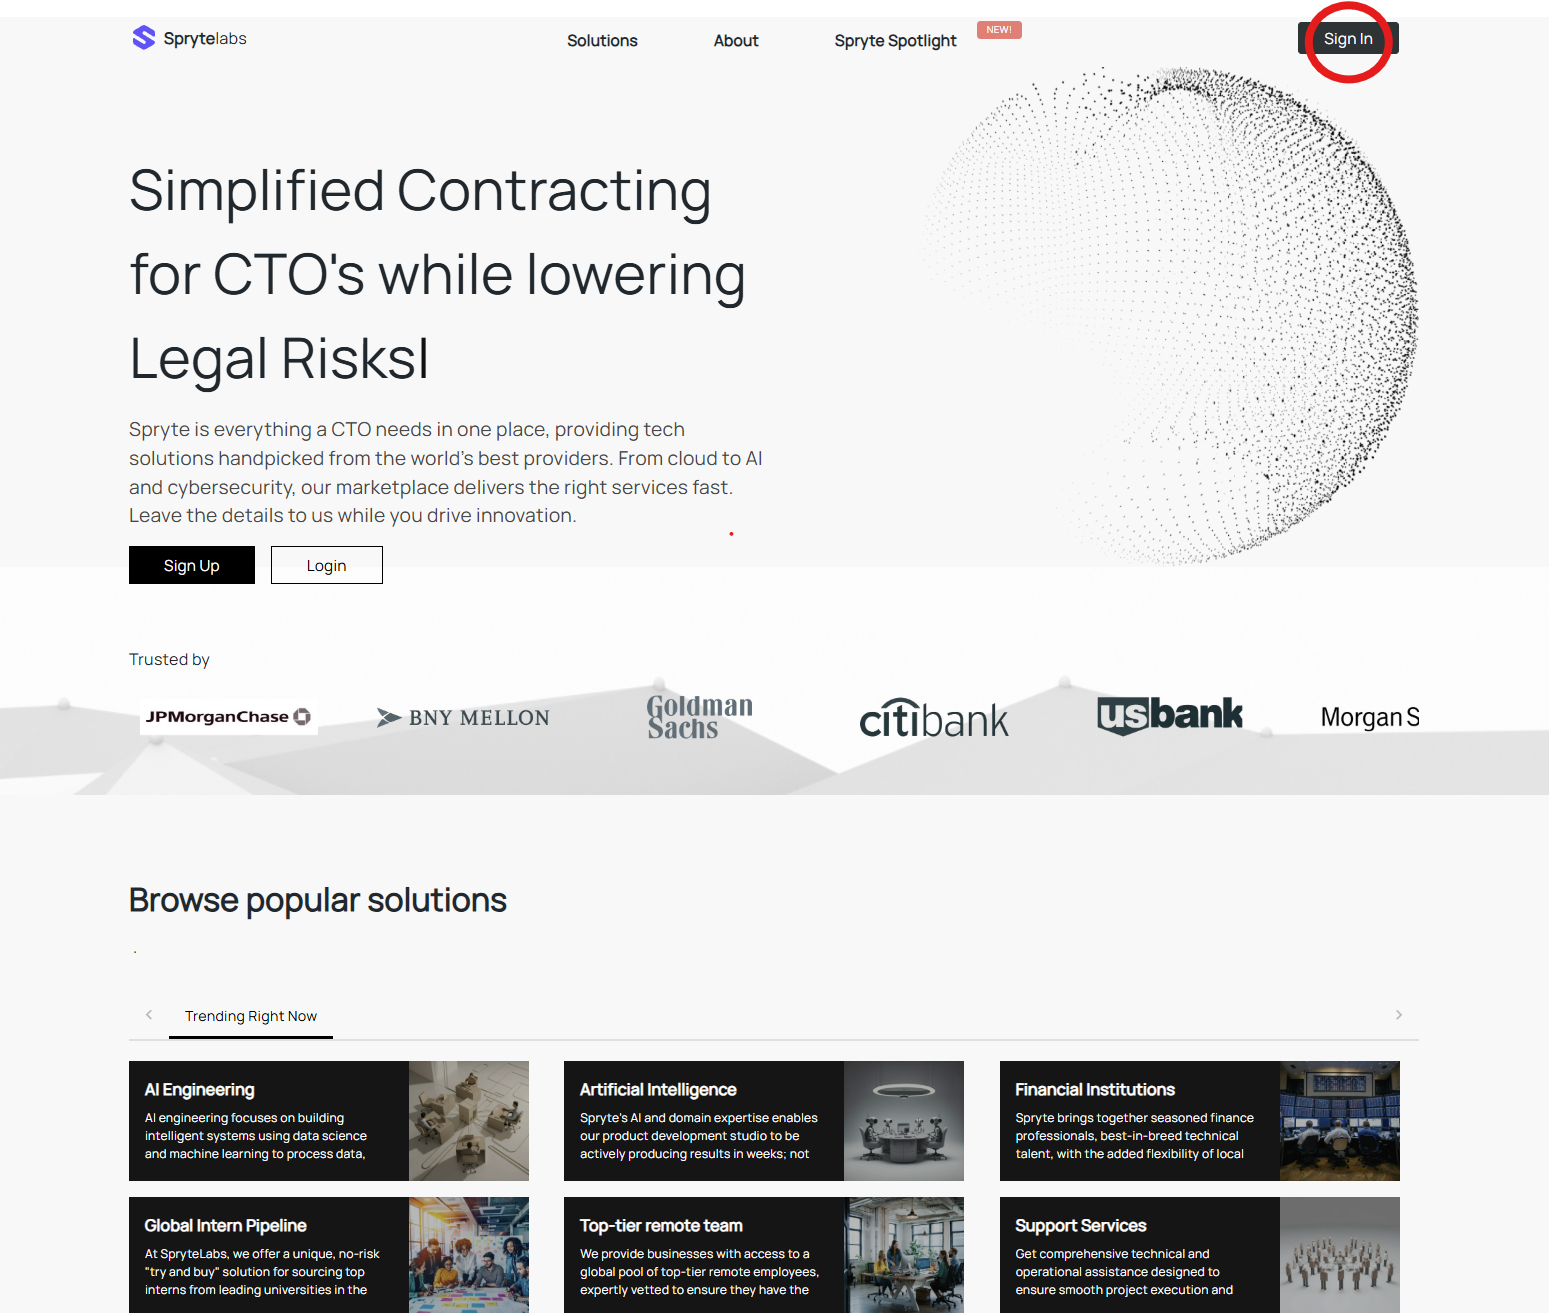 Sprytelabs
Solutions
About
Spryte Spotlight
NEW!
Sign In
Simplified Contracting
for CTO's while lowering
Legal Risks
Spryte is everything a CTO needs in one place, providing tech
solutions handpicked from the world's best providers. From cloud to AI
and cybersecurity, our marketplace delivers the right services fast.
Leave the details to us while you drive innovation.
Sign Up
Login
Trusted by
JPMorganChase
BNY MELLON
Goldman
Sachs
citibank
usbank
Morgan S
Browse popular solutions
.
Trending Right Now
AI Engineering
AI engineering focuses on building
intelligent systems using data science
and machine learning to process data,
Artificial Intelligence
Spryte's AI and domain expertise enables
our product development studio to be
actively producing results in weeks; not
Financial Institutions
Spryte brings together seasoned finance
professionals, best-in-breed technical
talent, with the added flexibility of local
Global Intern Pipeline
At SpryteLabs, we offer a unique, no-risk
"try and buy" solution for sourcing top
interns from leading universities in the
Top-tier remote team
We provide businesses with access to a
global pool of top-tier remote employees,
expertly vetted to ensure they have the
Support Services
Get comprehensive technical and
operational assistance designed to
ensure smooth project execution and